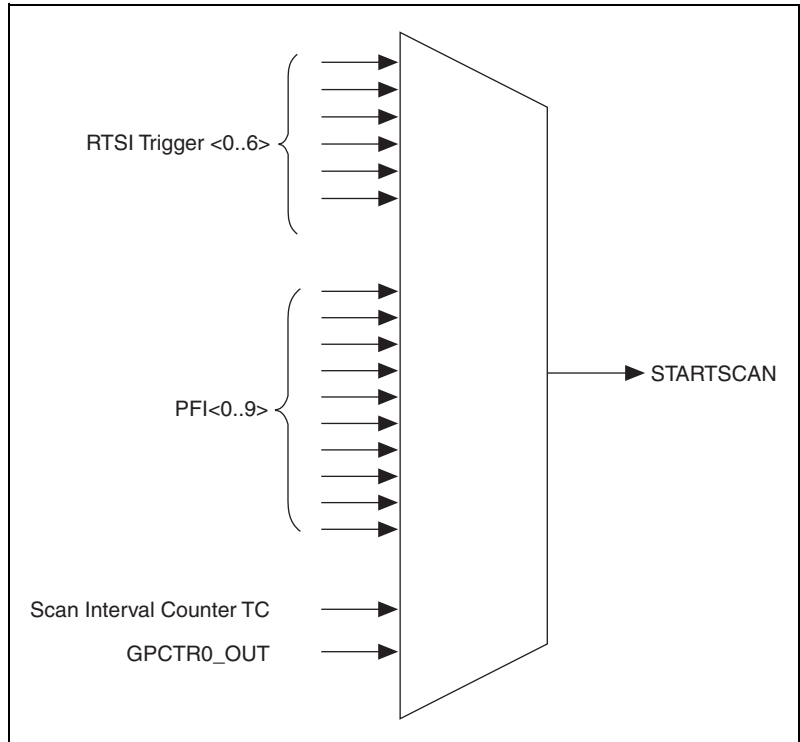 RTSI Trigger <0..6>
PFI<0..9>
STARTSCAN
Scan Interval Counter TC
GPCTR0_OUT